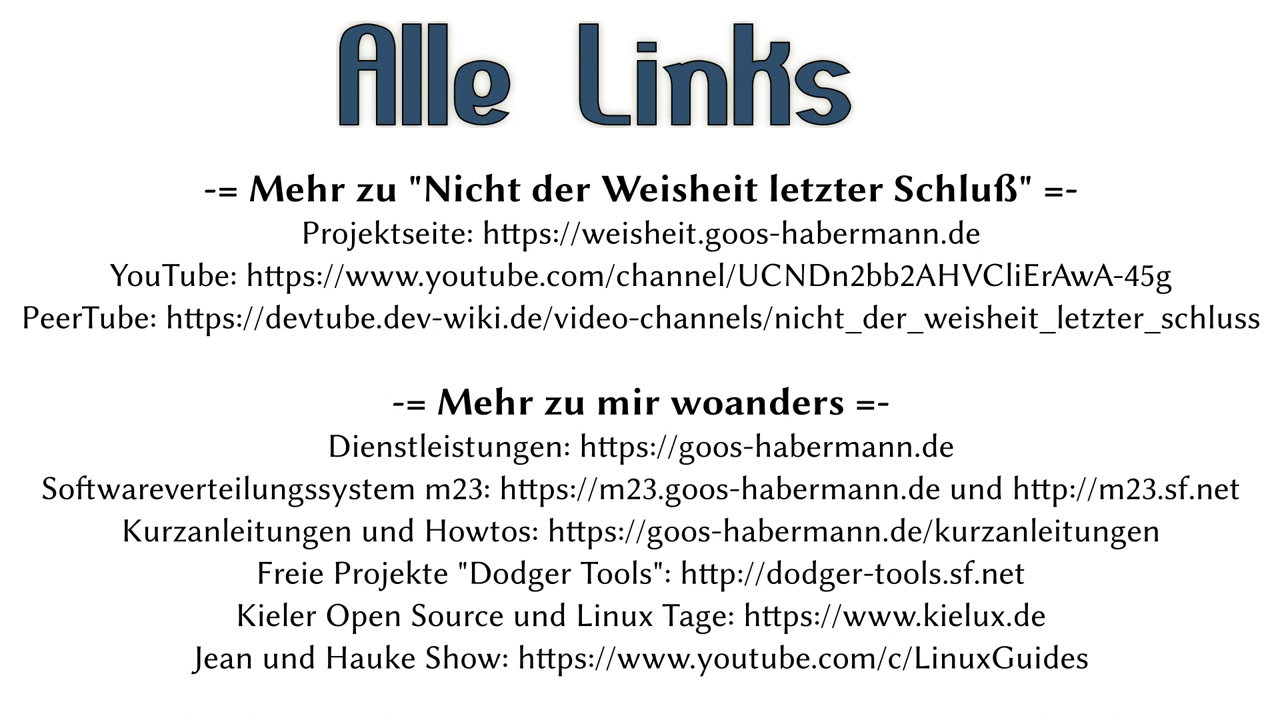 Alle Links
-= Mehr zu "Nicht der Weisheit letzter Schluß" =-
Projektseite: https://weisheit.goos-habermann.de
YouTube: https://www.youtube.com/channel/UCNDn2bb2AHVCliErAwA-45g
PeerTube: https://devtube.dev-wiki.de/video-channels/nicht_der_weisheit_letzter_schluss
-= Mehr zu mir woanders =-
Dienstleistungen: https://goos-habermann.de
Softwareverteilungssystem m23: https://m23.goos-habermann.de und http://m23.sf.net
Kurzanleitungen und Howtos: https://goos-habermann.de/kurzanleitungen
Freie Projekte "Dodger Tools": http://dodger-tools.sf.net
Kieler Open Source und Linux Tage: https://www.kielux.de
Jean und Hauke Show: https://www.youtube.com/c/LinuxGuides